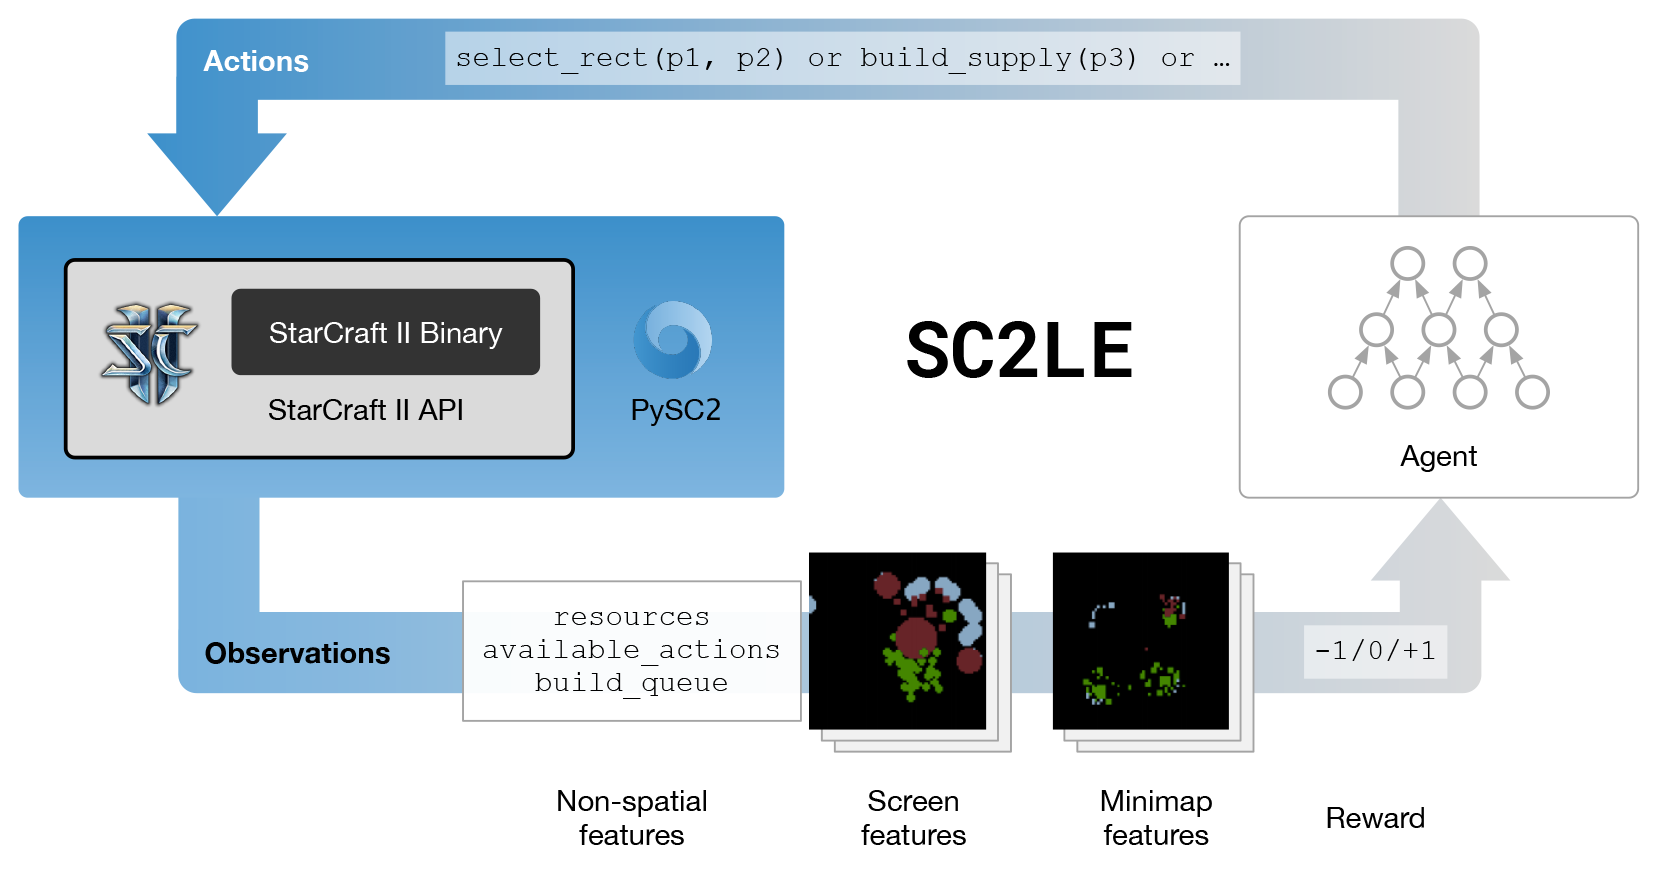 Actions
select_rect(p1, p2) or build_supply(p3) or …
SC
StarCraft II Binary
StarCraft II API
PySC2
SC2LE
Agent
Observations
resources
available_actions
build_queue
-1/0/+1
Non-spatial
features
Screen
features
Minimap
features
Reward